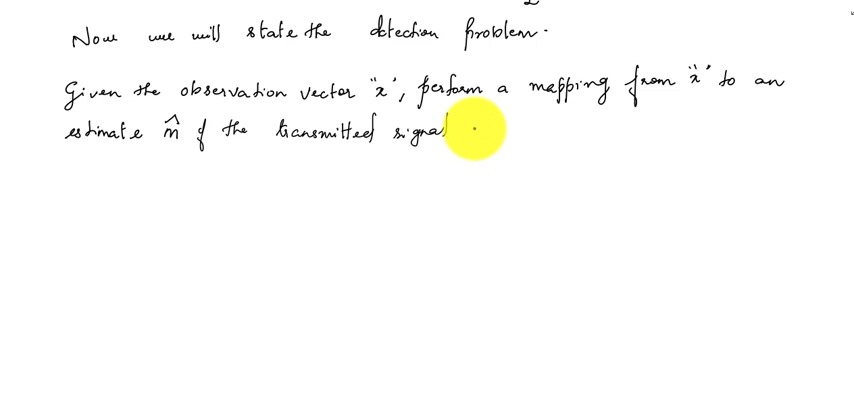 Now we will state the detection problem.
Given the observation vector "x", perform a mapping from "x" to an
estimate m̂ of the transmitted signal